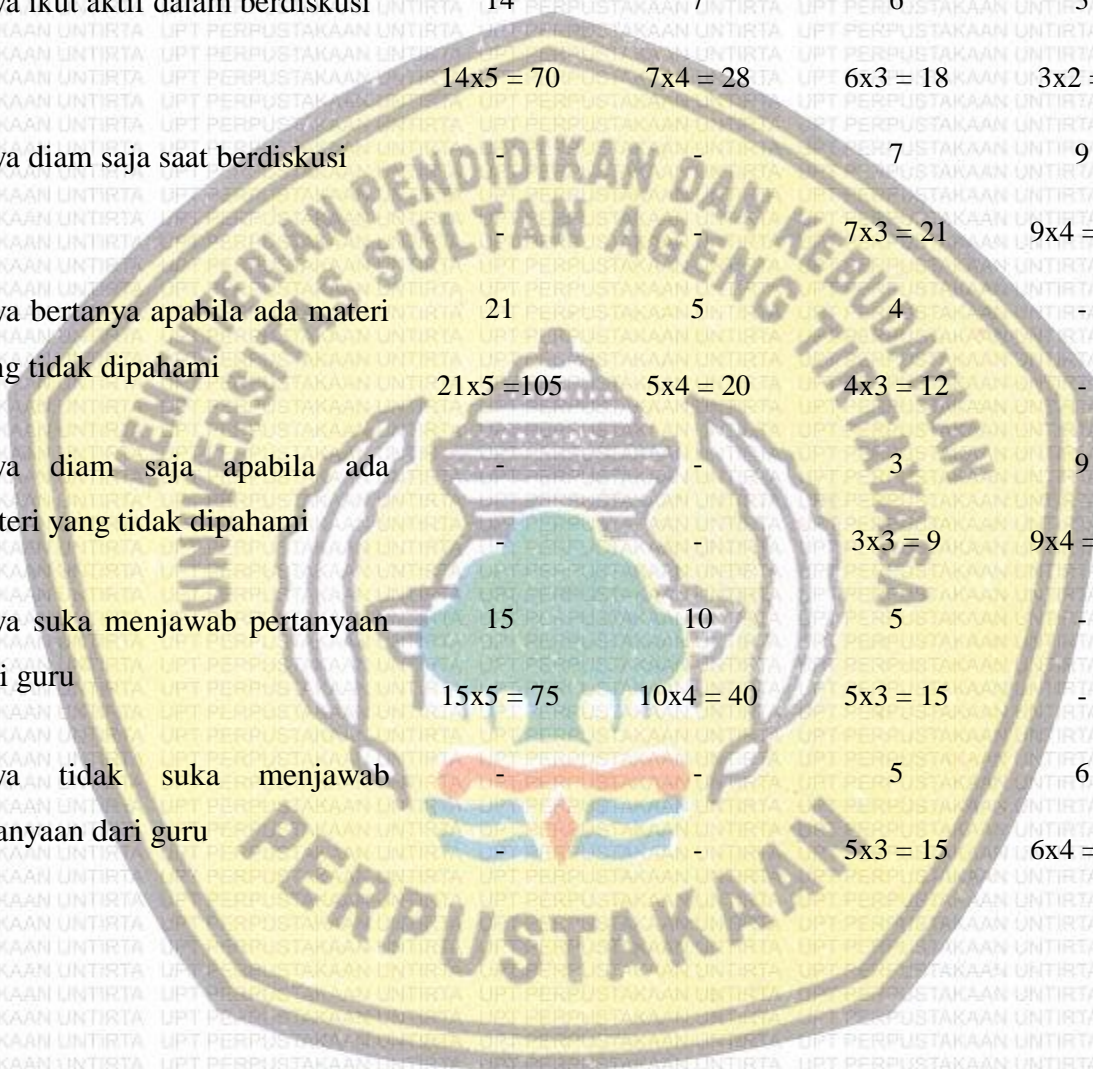 ya ikut aktif dalam berdiskusi 14 7 6 3
14x5 = 70 7x4 = 28 6x3 = 18 3x2 =
ya diam saja saat berdiskusi - - 7 9
- - 7x3 = 21 9x4 =
ya bertanya apabila ada materi 21 5 4 -
ng tidak dipahami
21x5 =105 5x4 = 20 4x3 = 12 -
ya diam saja apabila ada - - 3 9
teri yang tidak dipahami
- - 3x3 = 9 9x4 =
ya suka menjawab pertanyaan 15 10 5 -
ri guru
15x5 = 75 10x4 = 40 5x3 = 15 -
ya tidak suka menjawab - - 5 6
anyaan dari guru
- - 5x3 = 15 6x4 =
KEMENTERIAN PENDIDIKAN DAN KEBUDAYAAN
UNIVERSITAS SULTAN AGENG TIRTAYASA
PERPUSTAKAAN
UPT PERPUSTAKAAN UNTIRTA